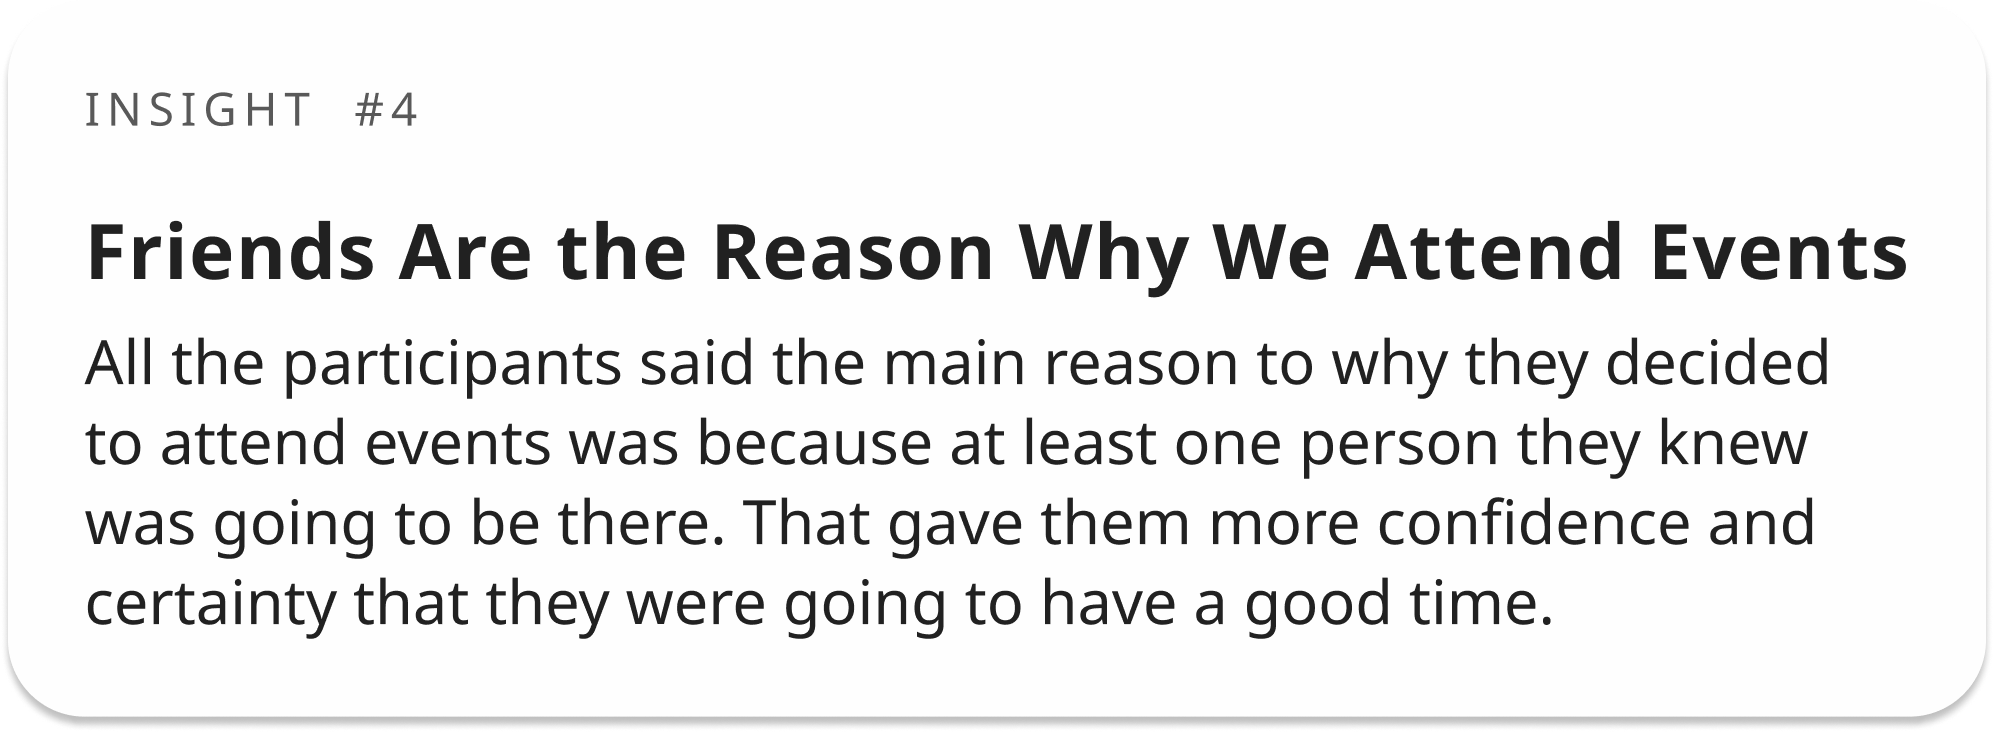 INSIGHT #4
Friends Are the Reason Why We Attend Events
All the participants said the main reason to why they decided
to attend events was because at least one person they knew
was going to be there. That gave them more confidence and
certainty that they were going to have a good time.